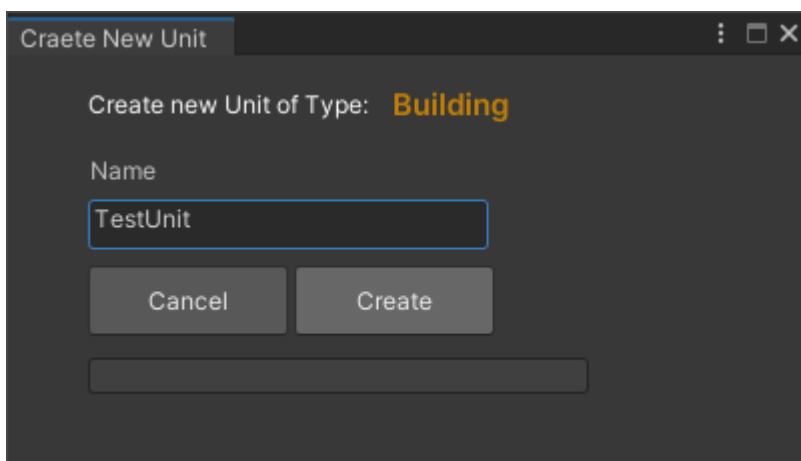 Craete New Unit
Create new Unit of Type: Building
Name
TestUnit
Cancel Create